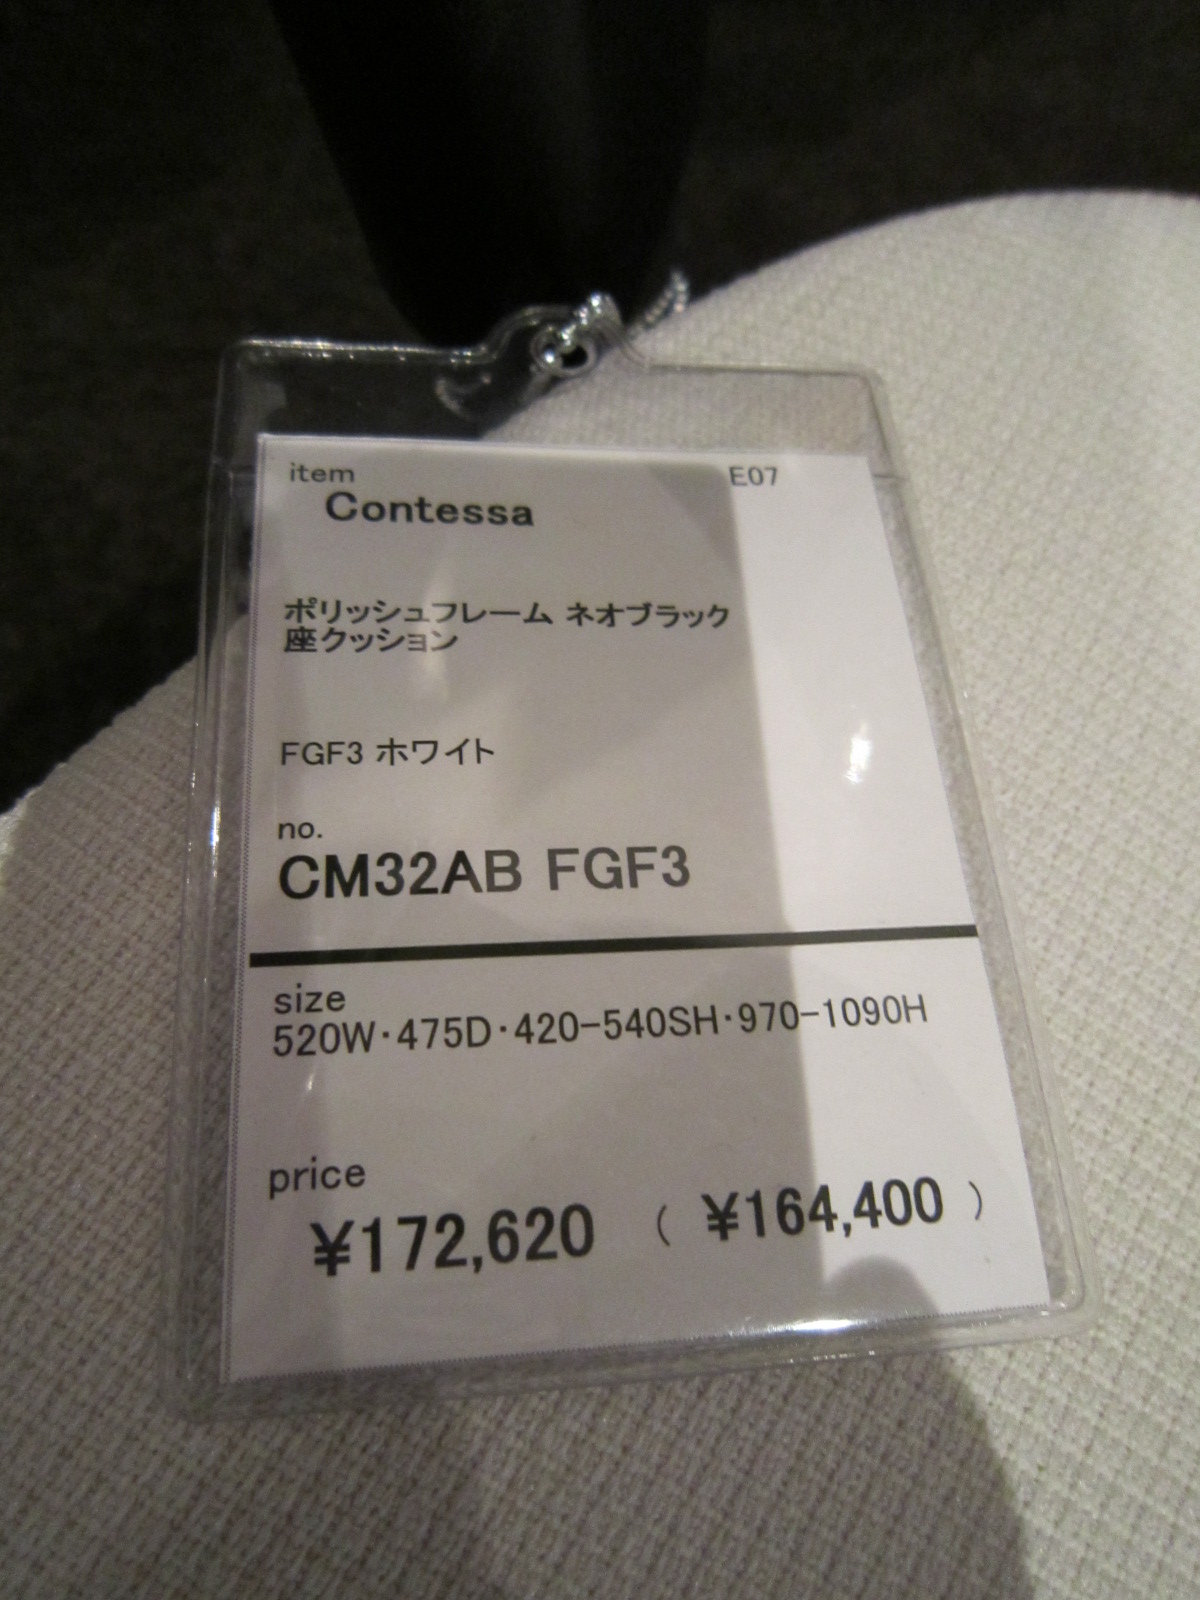 item E07
Contessa
ポリッシュフレーム ネオブラック
座クッション
FGF3 ホワイト
no.
CM32AB FGF3
size
520W･475D･420-540SH･970-1090H
price
¥172,620 ( ¥164,400 )